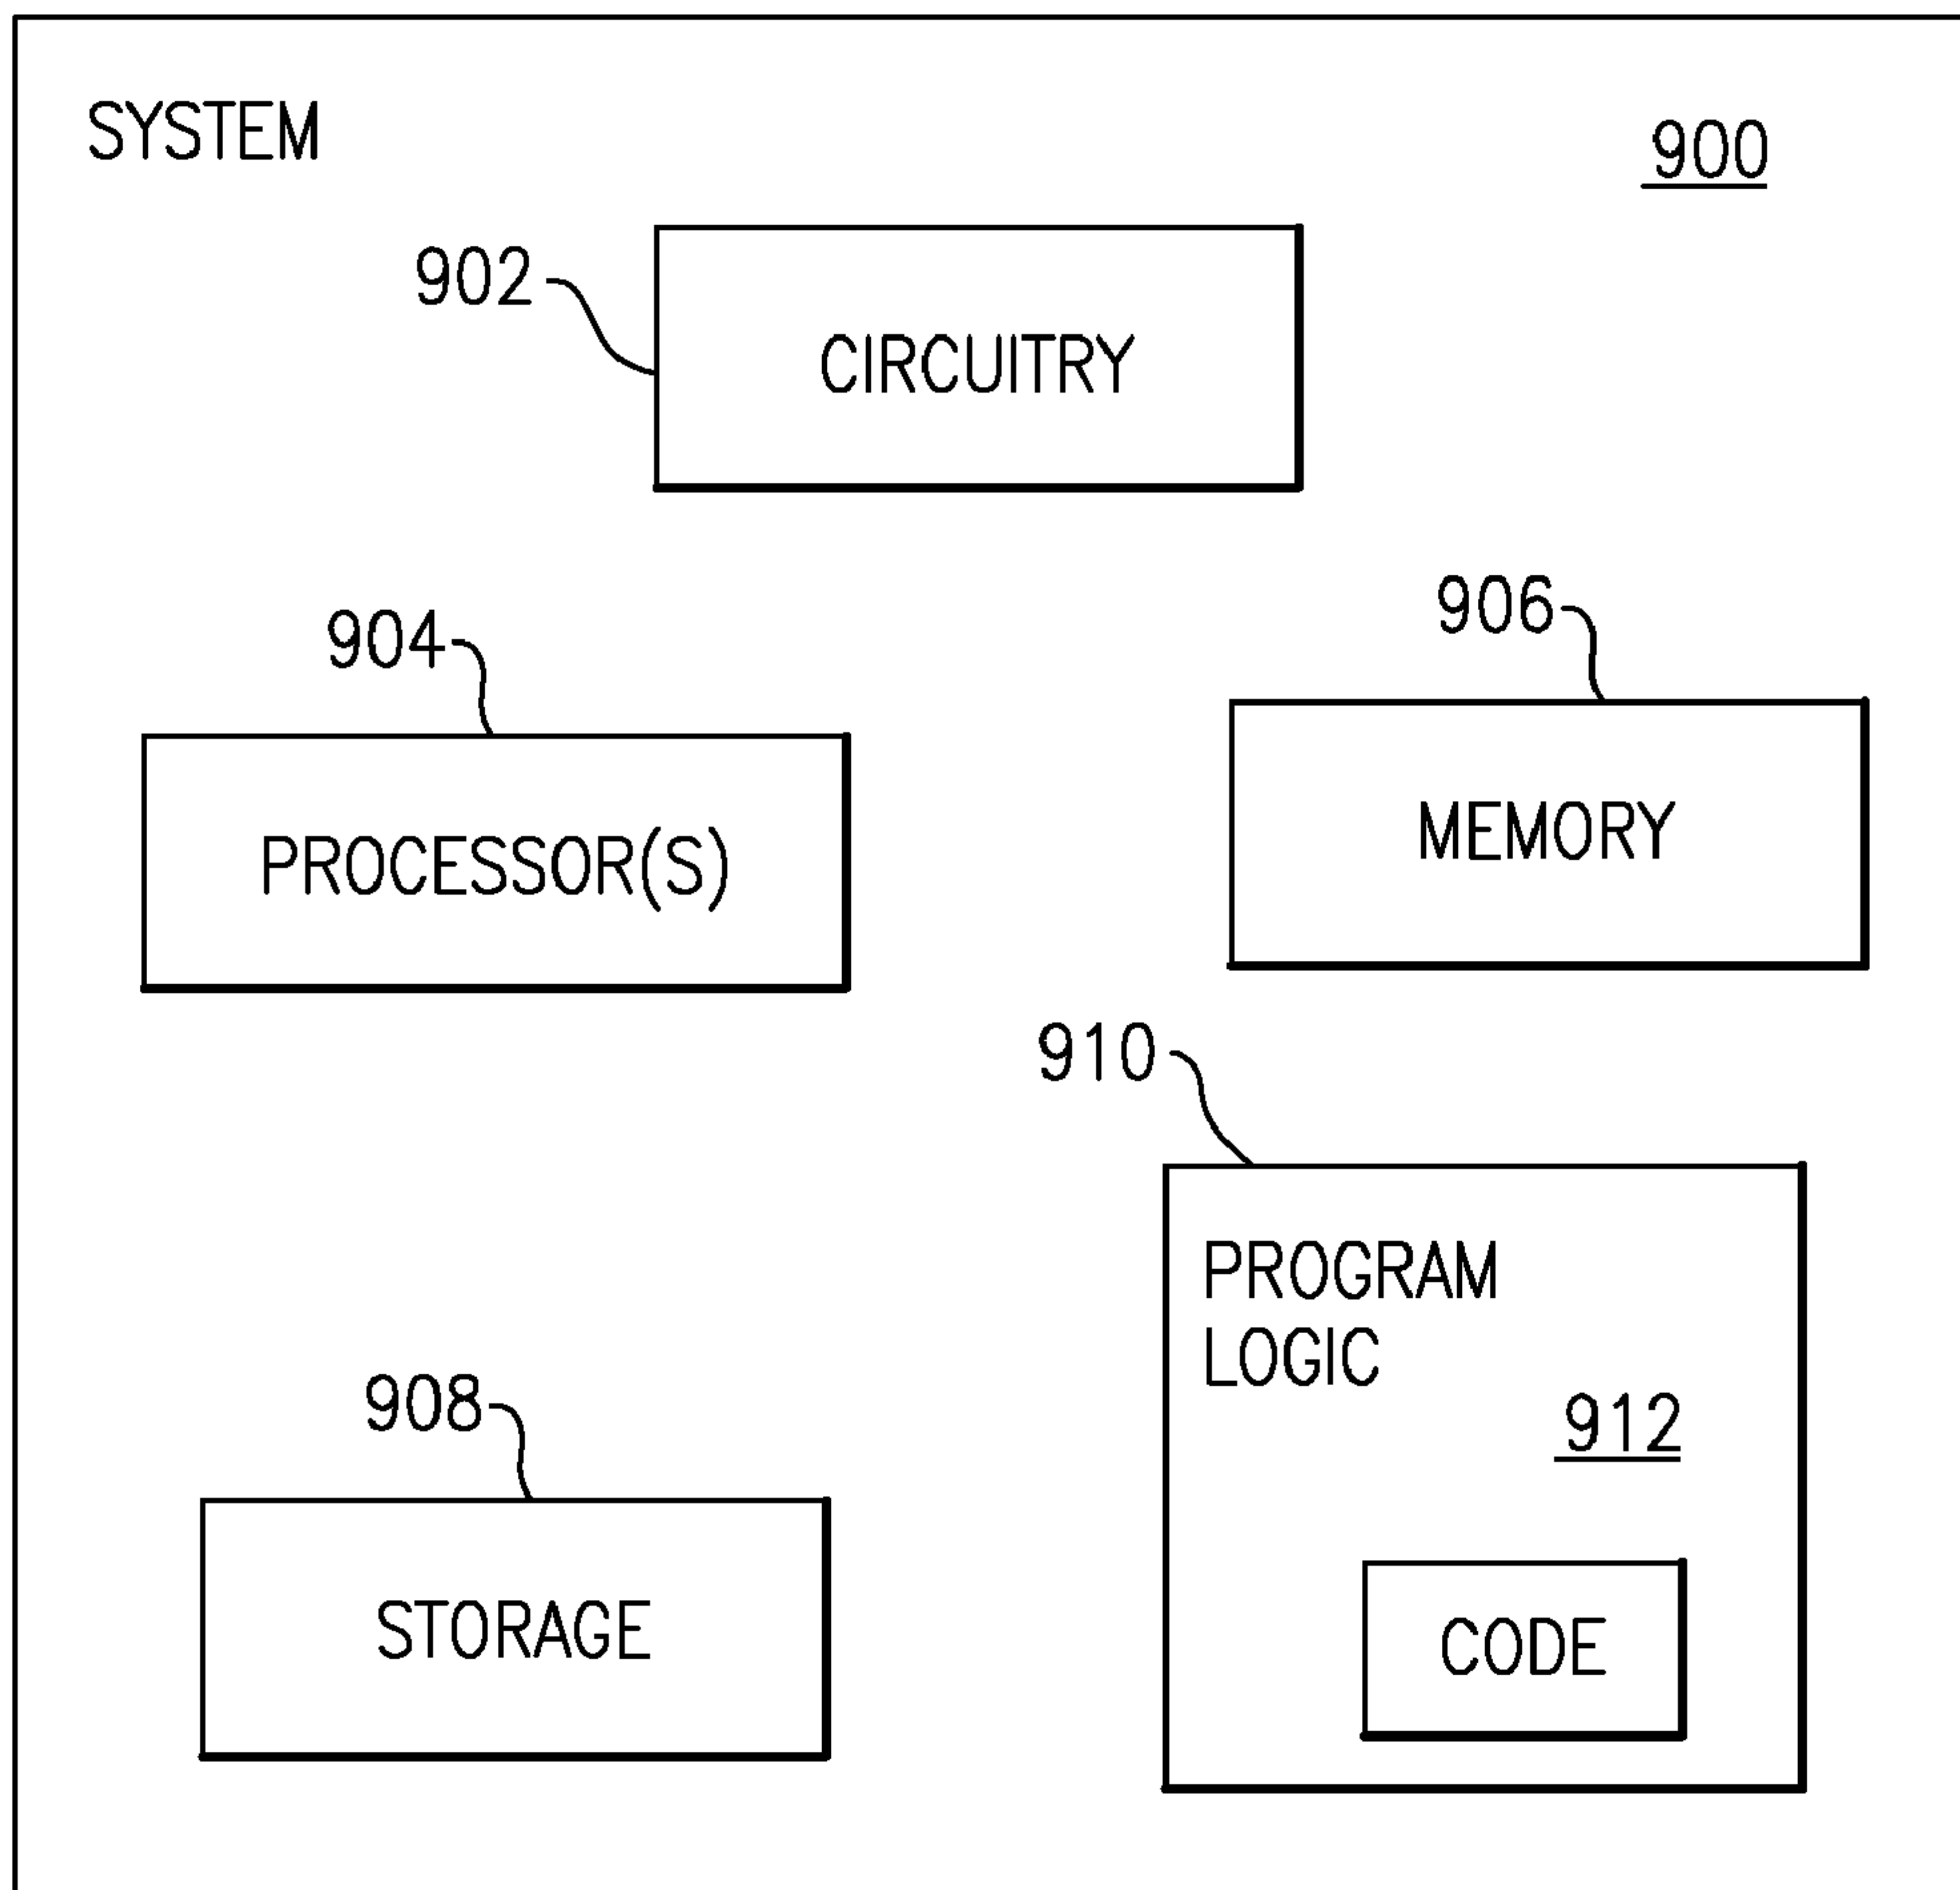 SYSTEM
900
902
CIRCUITRY
904
906
PROCESSOR(S)
MEMORY
910
PROGRAM
LOGIC
912
908
STORAGE
CODE